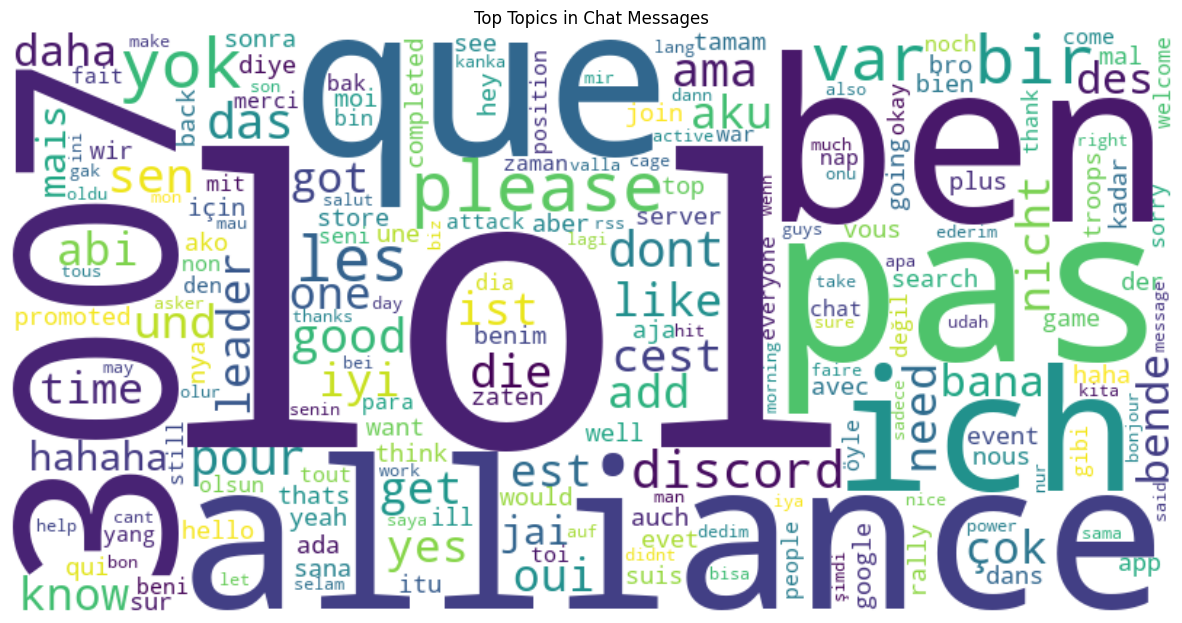 Top Topics in Chat Messages
3007
lol
que
ben
pas
ich
alliance
daha
make
fait
yok
sonra
diye
merci
das
back
mais
ini
gak
oldu
wir
sen
mon
mit
mau
için
abi
tous
ako
non
den
promoted
und
nya
leader
asker
time
may
olur
hahaha
still
help
cant
yang
qui
bon
know
beni
sur
son
bak
moi
bin
completed
see
kanka
hey
position
mir
lang
tamam
dann
ama
join
aku
active
war
zaman
valla
cage
got
salut
store
seni
une
please
top
biz
attack
aber
rss
server
lagi
les
one
day
thanks
good
bei
iyi
senin
para
dia
ist
benim
die
zaten
dont
like
aja
hit
cest
add
wenn
everyone
morning
var
bir
noch
bro
bien
also
come
mal
des
welcome
okay
going
thank
right
much
nap
onu
plus
troops
kadar
sorry
guys
vous
ederim
nicht
apa
take
search
der
chat
sure
değil
udah
game
message
faire
avec
sadece
bana
haha
kita
bonjour
need
event
nous
gibi
bende
öyle
nur
said
pour
tout
olsun
thats
yeah
hello
ada
sana
let
selam
want
think
work
get
saya
ill
yes
itu
well
est
would
jai
auf
toi
oui
discord
man
auch
evet
didnt
suis
dedim
bisa
iya
people
şimdi
google
nice
rally
power
çok
dans
sama
app